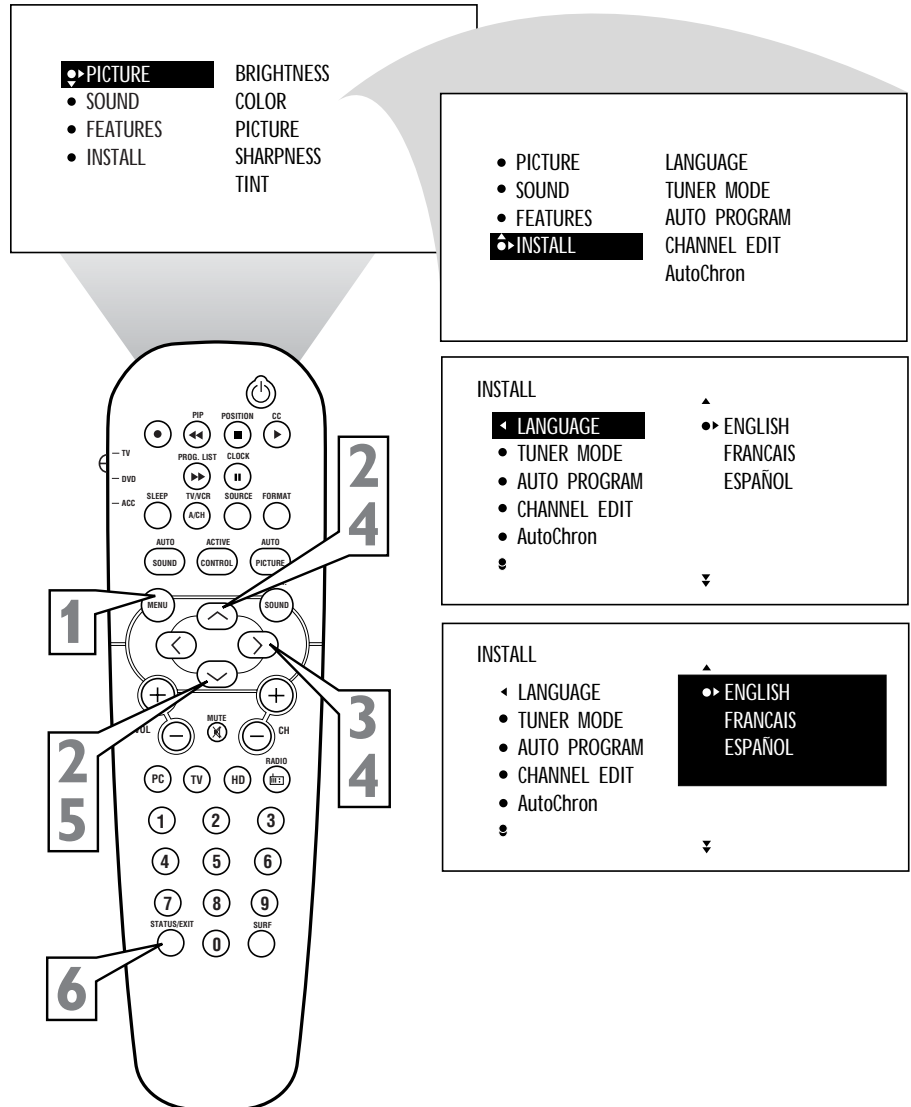 PICTURE BRIGHTNESS
SOUND COLOR
FEATURES PICTURE
INSTALL SHARPNESS
TINT
PICTURE LANGUAGE
SOUND TUNER MODE
FEATURES AUTO PROGRAM
INSTALL CHANNEL EDIT
AutoChron
INSTALL
LANGUAGE ENGLISH
TUNER MODE FRANCAIS
AUTO PROGRAM ESPAÑOL
CHANNEL EDIT
AutoChron
INSTALL
LANGUAGE ENGLISH
TUNER MODE FRANCAIS
AUTO PROGRAM ESPAÑOL
CHANNEL EDIT
AutoChron
PIP POSITION CC
TV
DVD
ACC
PROG. LIST CLOCK
SLEEP TV/VCR SOURCE FORMAT
A/CH
AUTO ACTIVE AUTO
SOUND CONTROL PICTURE
MENU SOUND
VOL MUTE CH
PC TV HD RADIO
1 2 3
4 5 6
7 8 9
STATUS/EXIT 0 SURF
1
2
4
3
4
2
5
6